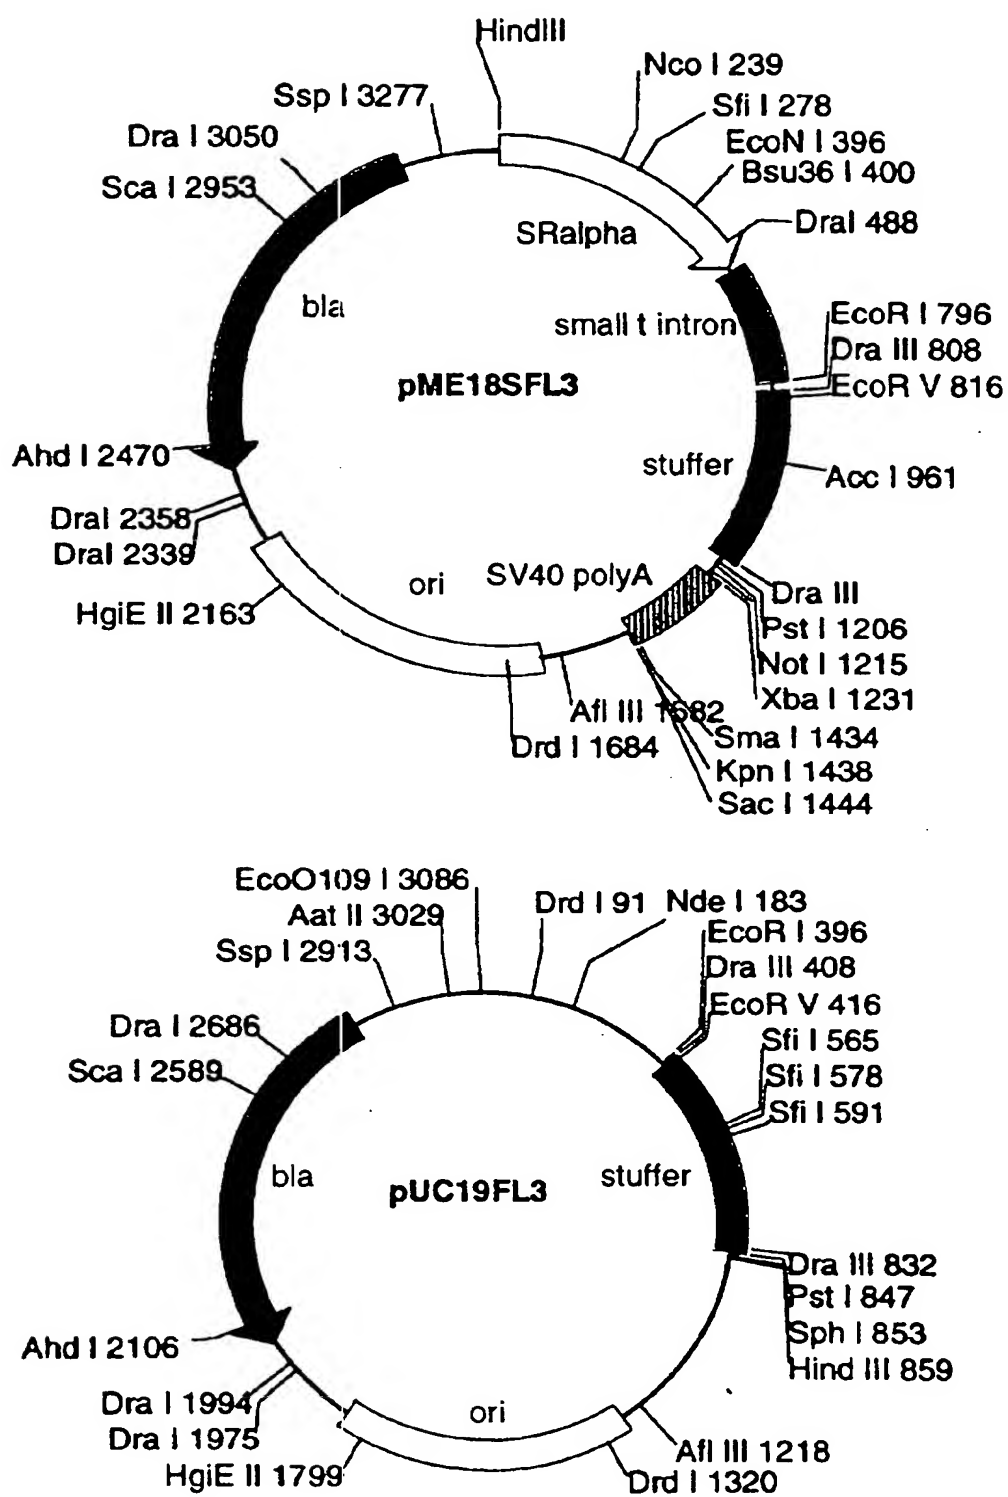 HindIII
Nco I 239
Ssp I 3277
Sfi I 278
Dra I 3050
EcoN I 396
Bsu36 I 400
Sca I 2953
DraI 488
SRalpha
bla
small t intron
EcoR I 796
Dra III 808
EcoR V 816
pME18SFL3
Ahd I 2470
stuffer
Acc I 961
DraI 2358
DraI 2339
ori
SV40 polyA
HgiE II 2163
Dra III
Pst I 1206
Not I 1215
Xba I 1231
Afl III 1682
Drd I 1684
Sma I 1434
Kpn I 1438
Sac I 1444
EcoO109 I 3086
Aat II 3029
Ssp I 2913
Drd I 91
Nde I 183
EcoR I 396
Dra III 408
EcoR V 416
Dra I 2686
Sca I 2589
Sfi I 565
Sfi I 578
Sfi I 591
bla
pUC19FL3
stuffer
Dra III 832
Pst I 847
Sph I 853
Hind III 859
Ahd I 2106
Dra I 1994
Dra I 1975
ori
HgiE II 1799
Afl III 1218
Drd I 1320